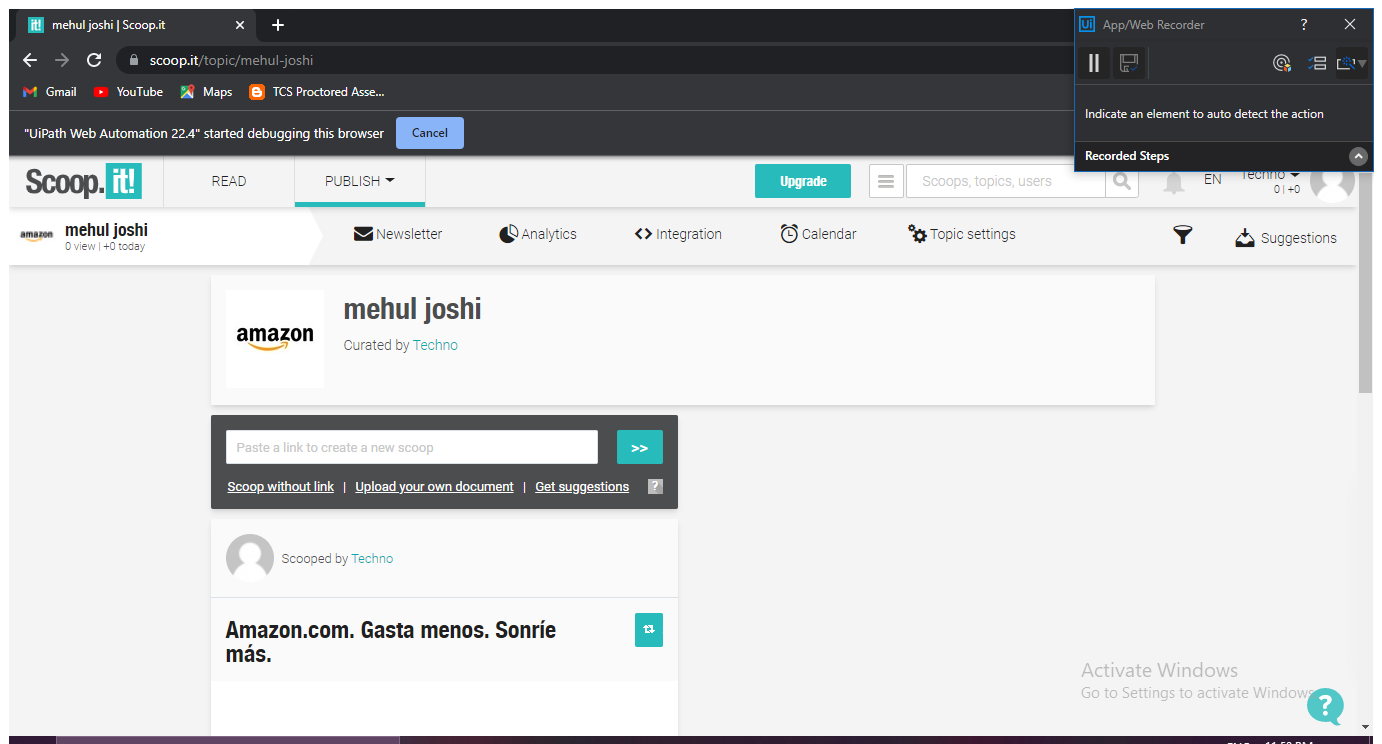 mehul joshi | Scoop.it
App/Web Recorder
scoop.it/topic/mehul-joshi
Gmail YouTube Maps TCS Proctored Asse...
Indicate an element to auto detect the action
"UiPath Web Automation 22.4" started debugging this browser Cancel
Recorded Steps
Scoop.it! READ PUBLISH Upgrade Scoops, topics, users EN Techno
0 | +0
amazon mehul joshi
0 view | +0 today
Newsletter Analytics Integration Calendar Topic settings Suggestions
amazon
mehul joshi
Curated by Techno
Paste a link to create a new scoop >>
Scoop without link | Upload your own document | Get suggestions ?
Scooped by Techno
Amazon.com. Gasta menos. Sonríe
más.
Activate Windows
Go to Settings to activate Windows